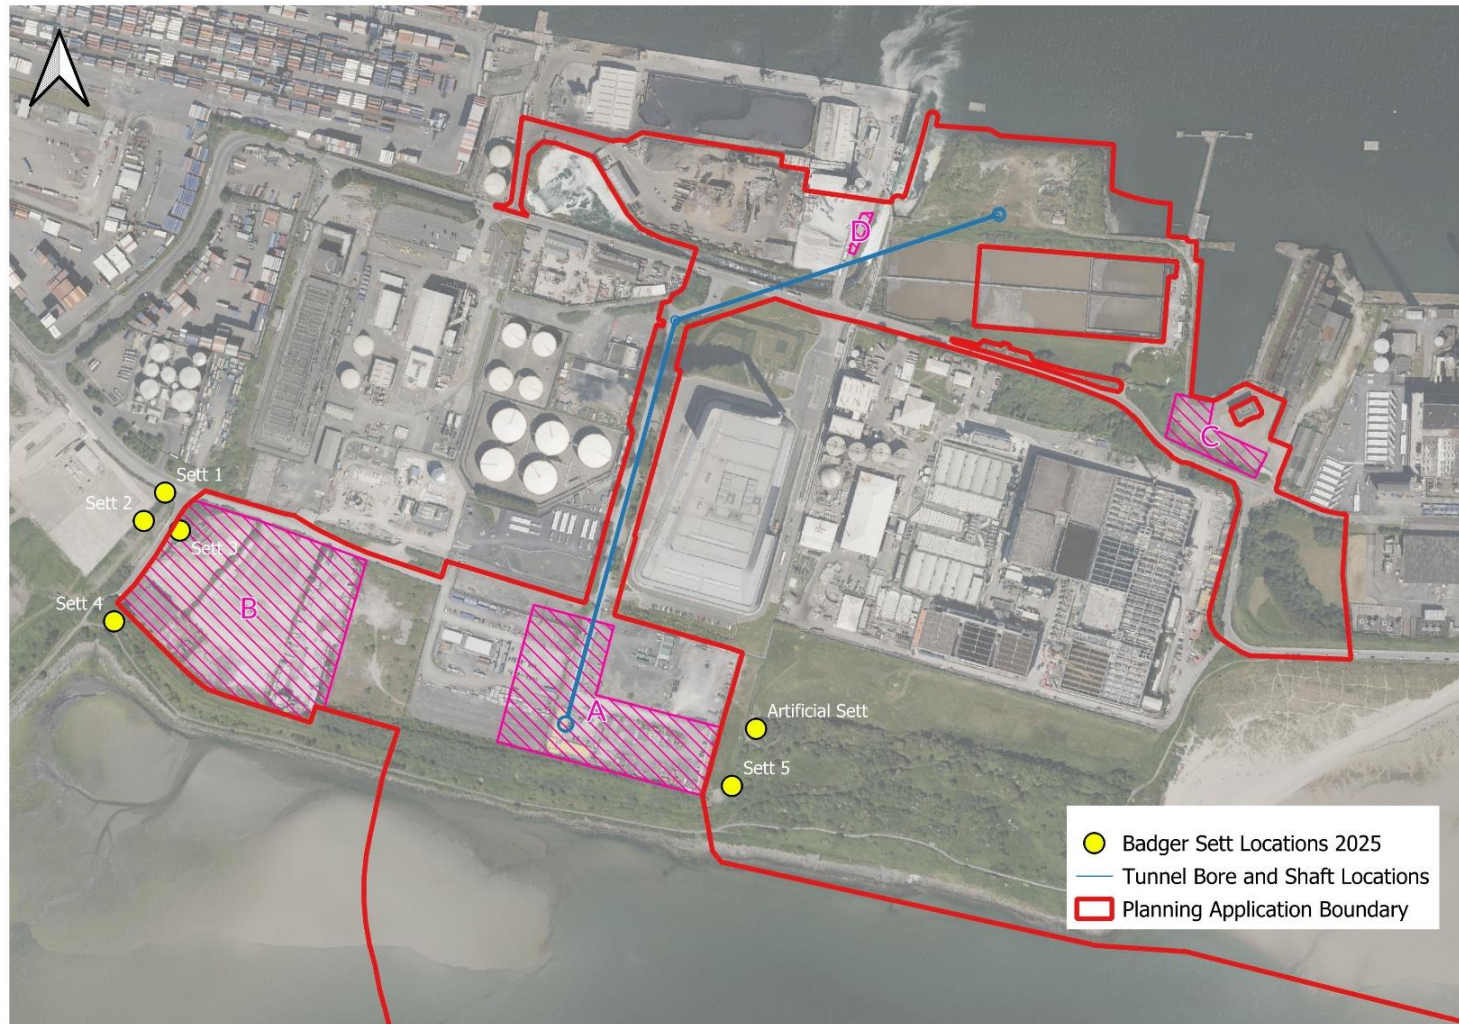 D
C
Sett 1
Sett 2
Sett 3
Sett 4
B
A
Artificial Sett
Sett 5
Badger Sett Locations 2025
Tunnel Bore and Shaft Locations
Planning Application Boundary